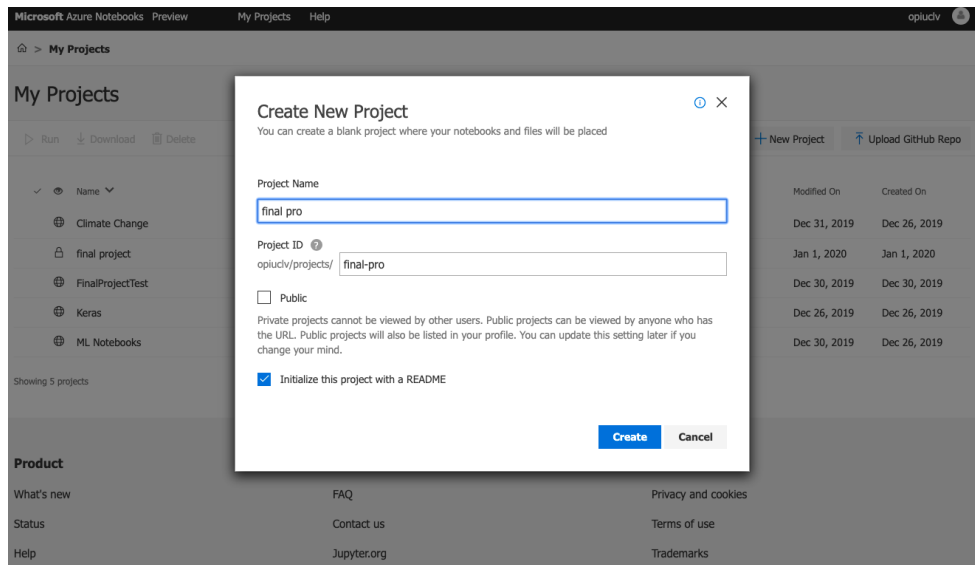 Microsoft Azure Notebooks Preview My Projects Help opiuclv
> My Projects
My Projects
Run Download Delete
+ New Project Upload GitHub Repo
Name Modified On Created On
Climate Change Dec 31, 2019 Dec 26, 2019
final project Jan 1, 2020 Jan 1, 2020
FinalProjectTest Dec 30, 2019 Dec 30, 2019
Keras Dec 26, 2019 Dec 26, 2019
ML Notebooks Dec 30, 2019 Dec 26, 2019
Showing 5 projects
Create New Project
You can create a blank project where your notebooks and files will be placed
Project Name
final pro
Project ID ?
opiuclv/projects/ final-pro
Public
Private projects cannot be viewed by other users. Public projects can be viewed by anyone who has
the URL. Public projects will also be listed in your profile. You can update this setting later if you
change your mind.
Initialize this project with a README
Create Cancel
Product
What's new FAQ Privacy and cookies
Status Contact us Terms of use
Help Jupyter.org Trademarks